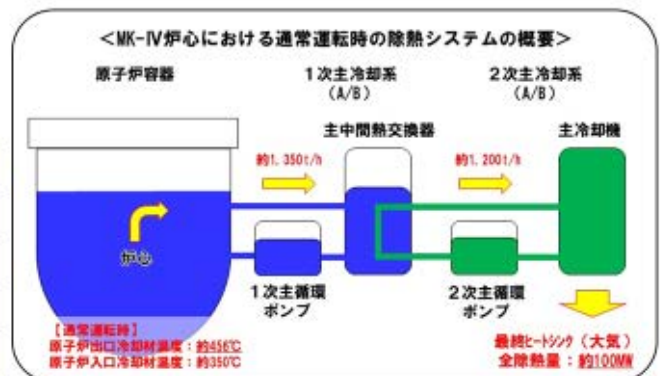 ＜MK-Ⅳ炉心における通常運転時の除熱システムの概要＞
原子炉容器
１次主冷却系
（A/B）
２次主冷却系
（A/B）
主中間熱交換器
主冷却機
約1,350t/h
約1,200t/h
炉心
１次主循環
ポンプ
２次主循環
ポンプ
【通常運転時】
原子炉出口冷却材温度：約456℃
原子炉入口冷却材温度：約350℃
最終ヒートシンク（大気）
全除熱量：約100MW